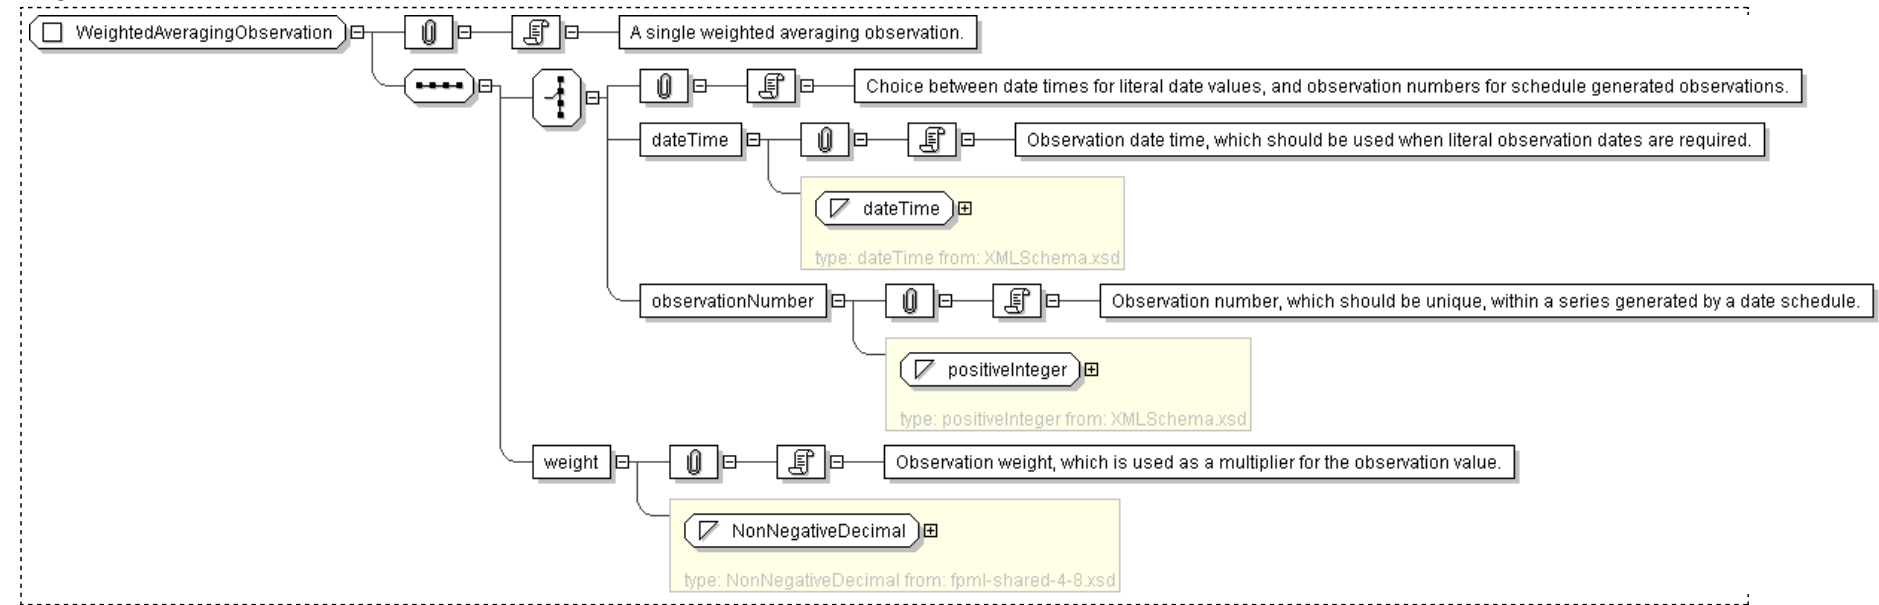 WeightedAveragingObservation
A single weighted averaging observation.
Choice between date times for literal date values, and observation numbers for schedule generated observations.
dateTime
Observation date time, which should be used when literal observation dates are required.
dateTime
type: dateTime from: XMLSchema.xsd
observationNumber
Observation number, which should be unique, within a series generated by a date schedule.
positiveInteger
type: positiveInteger from: XMLSchema.xsd
weight
Observation weight, which is used as a multiplier for the observation value.
NonNegativeDecimal
type: NonNegativeDecimal from: fpml-shared-4-8.xsd